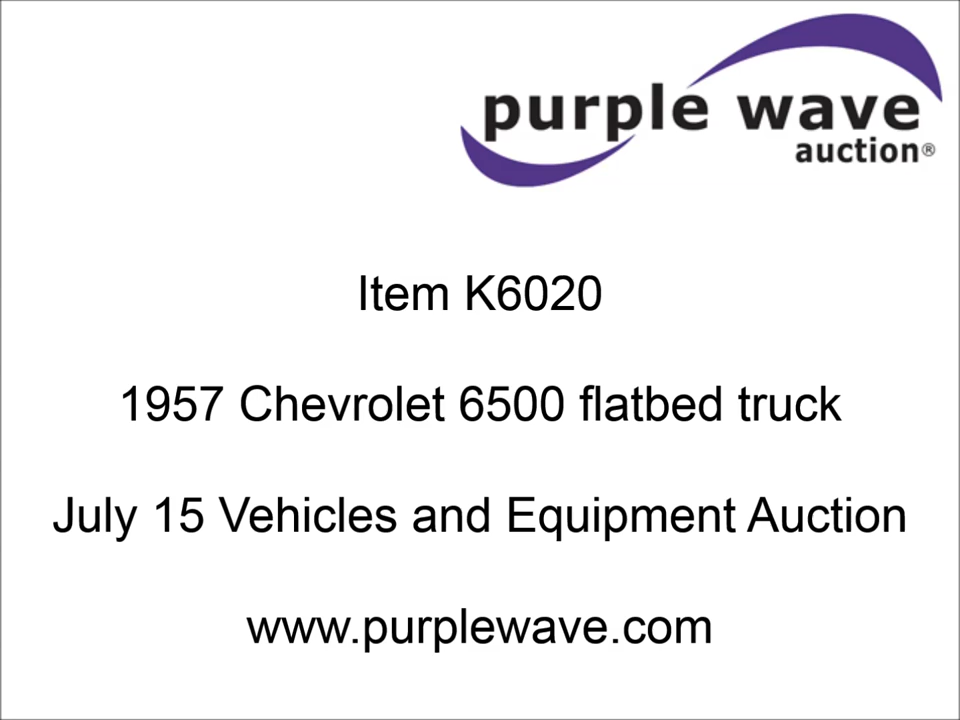 purple wave
auction®
Item K6020
1957 Chevrolet 6500 flatbed truck
July 15 Vehicles and Equipment Auction
www.purplewave.com